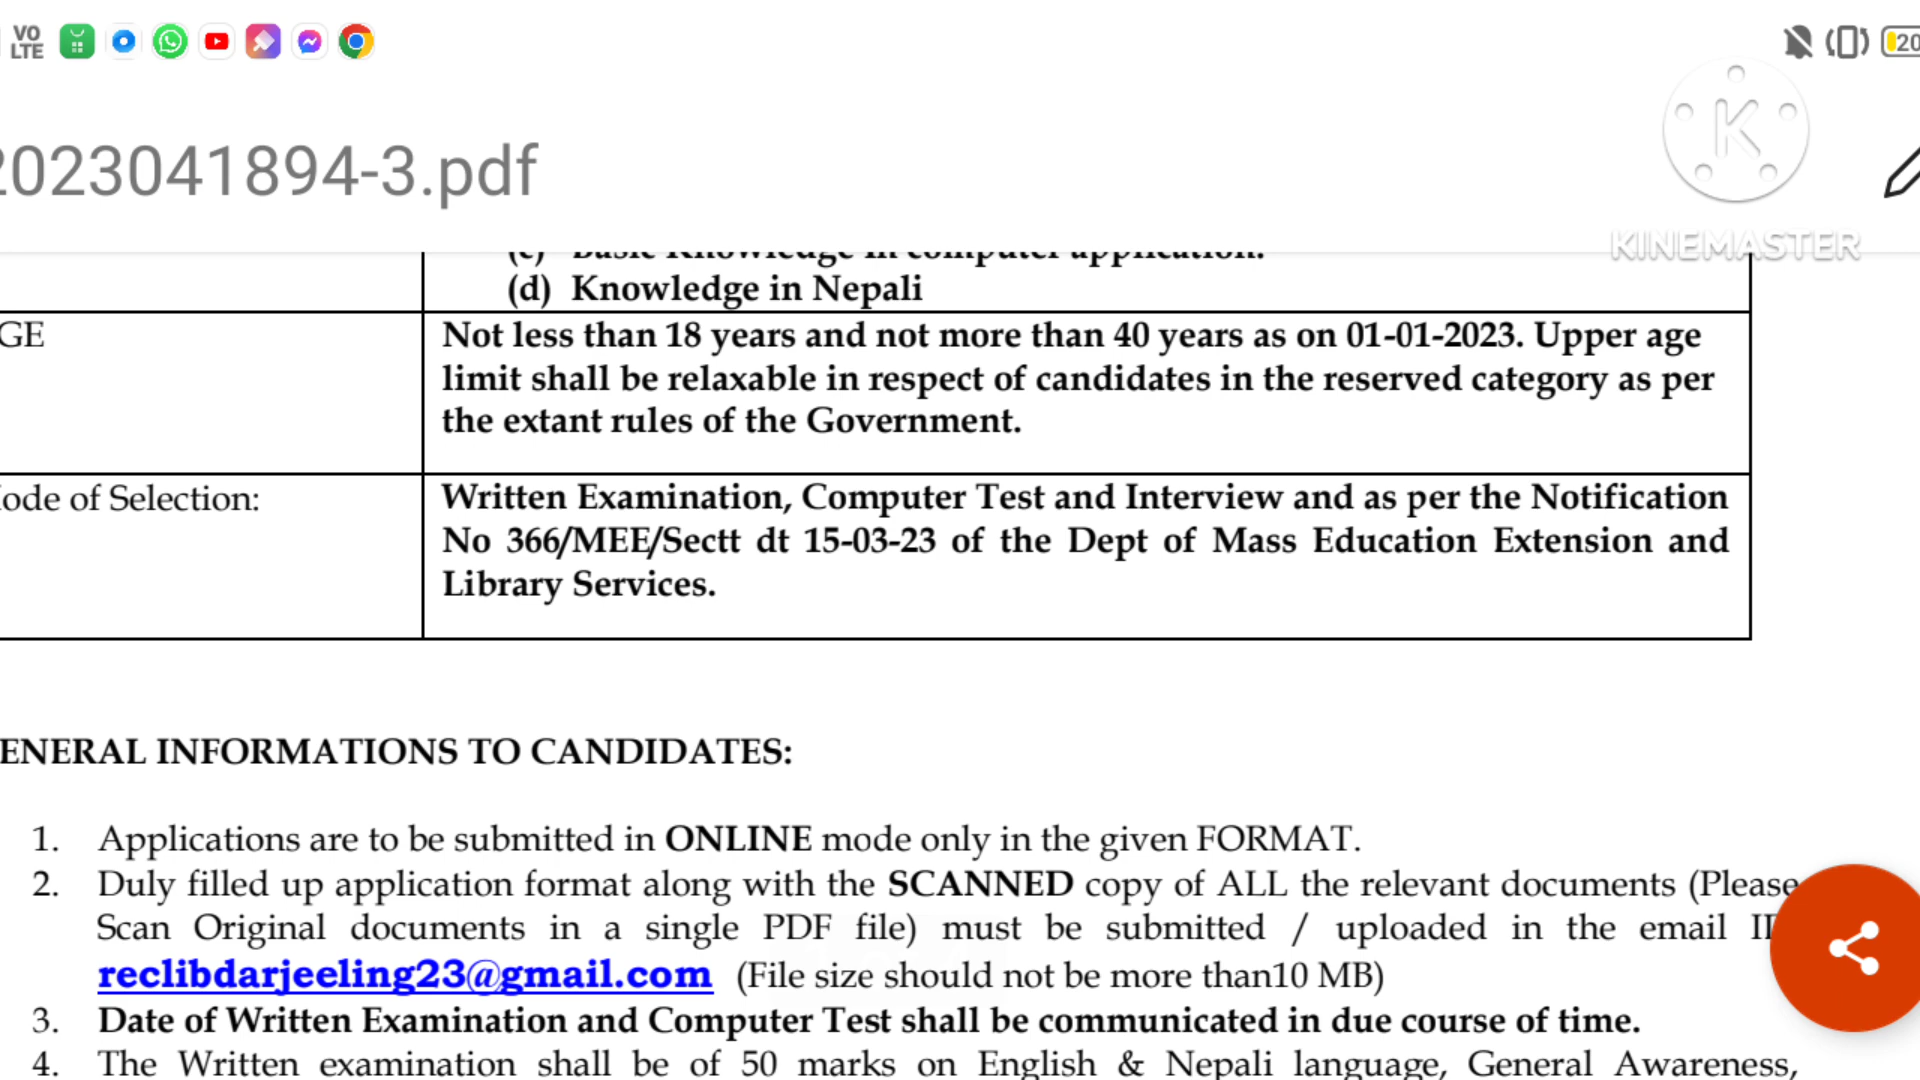 VO
LTE
20
2023041894-3.pdf
K
KINEMASTER
(c) Basic Knowledge in computer application.
(d) Knowledge in Nepali
GE
Not less than 18 years and not more than 40 years as on 01-01-2023. Upper age
limit shall be relaxable in respect of candidates in the reserved category as per
the extant rules of the Government.
ode of Selection:
Written Examination, Computer Test and Interview and as per the Notification
No 366/MEE/Sectt dt 15-03-23 of the Dept of Mass Education Extension and
Library Services.
ENERAL INFORMATIONS TO CANDIDATES:
1. Applications are to be submitted in ONLINE mode only in the given FORMAT.
2. Duly filled up application format along with the SCANNED copy of ALL the relevant documents (Please
Scan Original documents in a single PDF file) must be submitted / uploaded in the email ID
reclibdarjeeling23@gmail.com (File size should not be more than10 MB)
3. Date of Written Examination and Computer Test shall be communicated in due course of time.
4. The Written examination shall be of 50 marks on English & Nepali language, General Awareness,